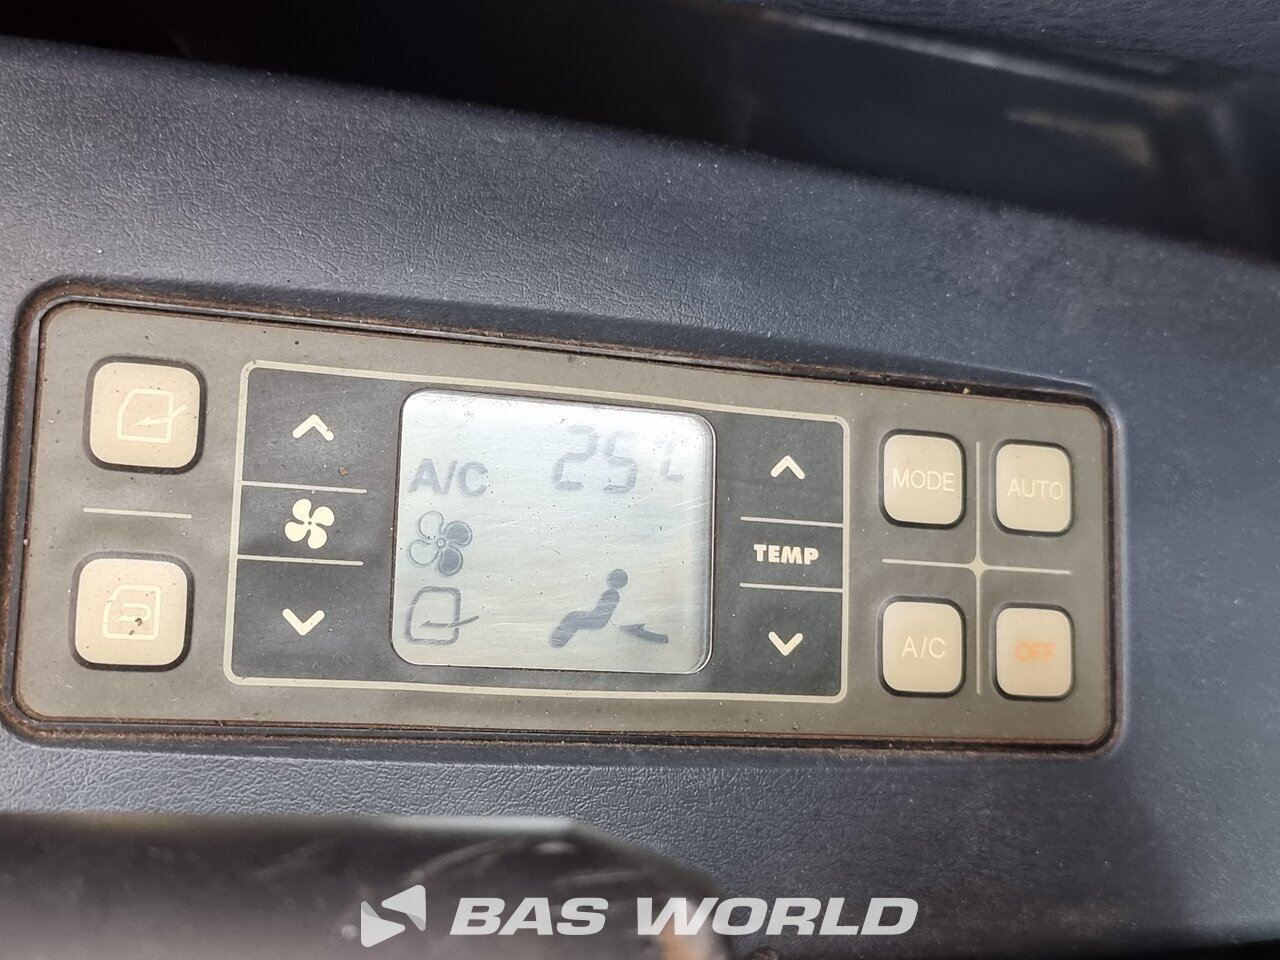 A/C
25
TEMP
MODE
AUTO
A/C
OFF
BAS WORLD